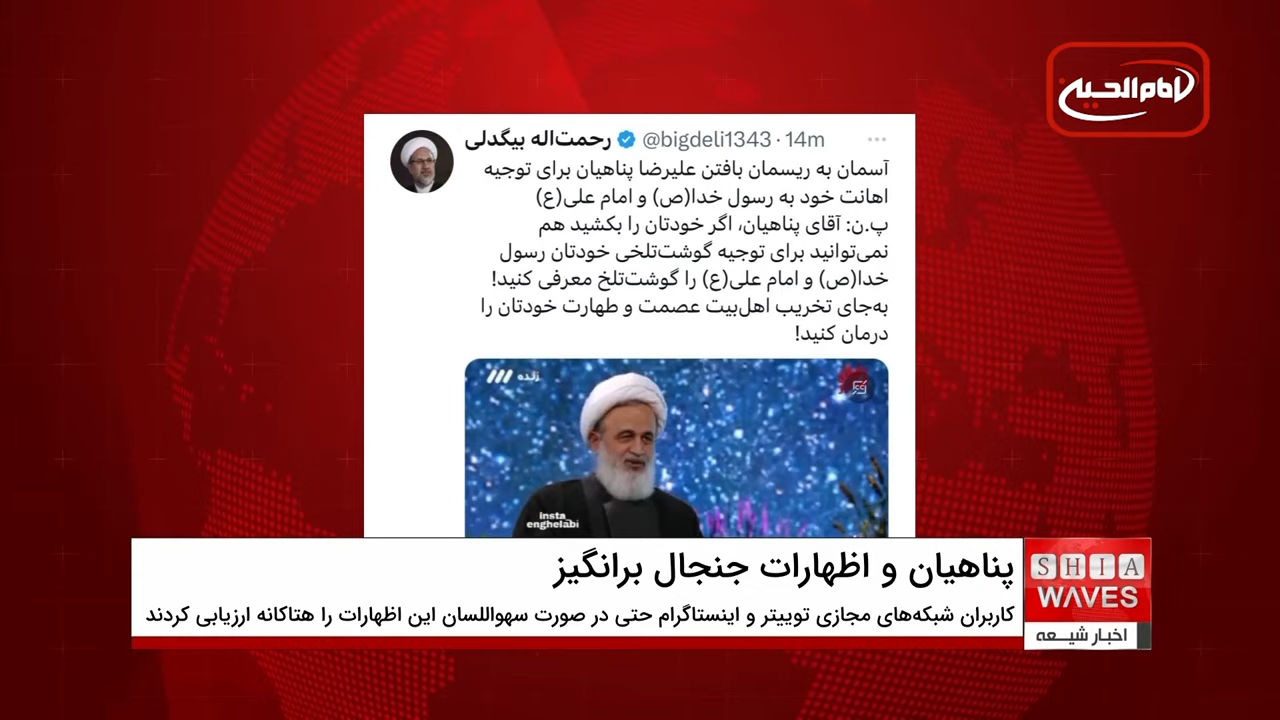 امام الحسین
رحمت‌اله بیگدلی @bigdeli1343 · 14m
آسمان به ریسمان بافتن علیرضا پناهیان برای توجیه
اهانت خود به رسول خدا(ص) و امام علی(ع)
پ.ن: آقای پناهیان، اگر خودتان را بکشید هم
نمی‌توانید برای توجیه گوشت‌تلخی خودتان رسول
خدا(ص) و امام علی(ع) را گوشت‌تلخ معرفی کنید!
به‌جای تخریب اهل‌بیت عصمت و طهارت خودتان را
درمان کنید!
زنده
insta
enghelabi
پناهیان و اظهارات جنجال برانگیز
کاربران شبکه‌های مجازی توییتر و اینستاگرام حتی در صورت سهواللسان این اظهارات را هتاکانه ارزیابی کردند
SHIA
WAVES
اخبار شیـعه